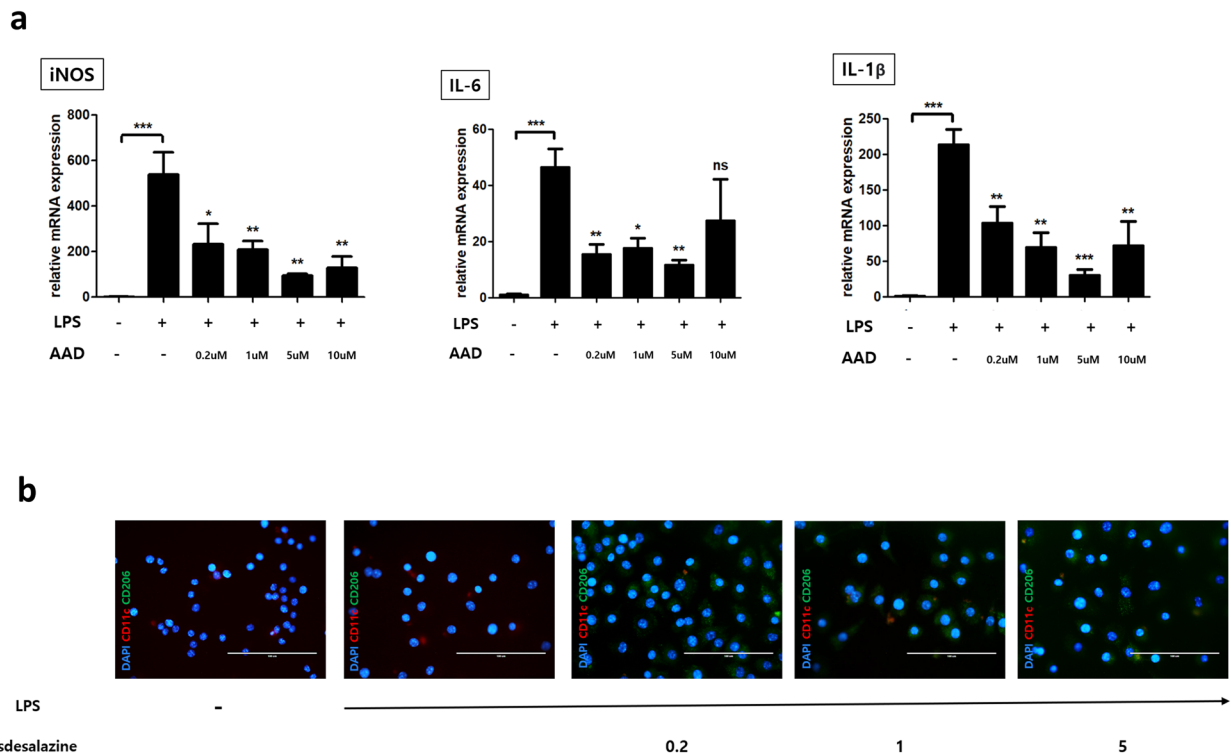 a
iNOS
relative mRNA expression
800
600
400
200
0
***
*
**
**
**
LPS - + + + + +
AAD - - 0.2uM 1uM 5uM 10uM
IL-6
relative mRNA expression
60
40
20
0
***
**
*
**
ns
LPS - + + + + +
AAD - - 0.2uM 1uM 5uM 10uM
IL-1β
relative mRNA expression
250
200
150
100
50
0
***
**
**
***
**
LPS - + + + + +
AAD - - 0.2uM 1uM 5uM 10uM
b
DAPI CD11c CD206
DAPI CD11c CD206
DAPI CD11c CD206
DAPI CD11c CD206
DAPI CD11c CD206
LPS -
sdesalazine 0.2 1 5